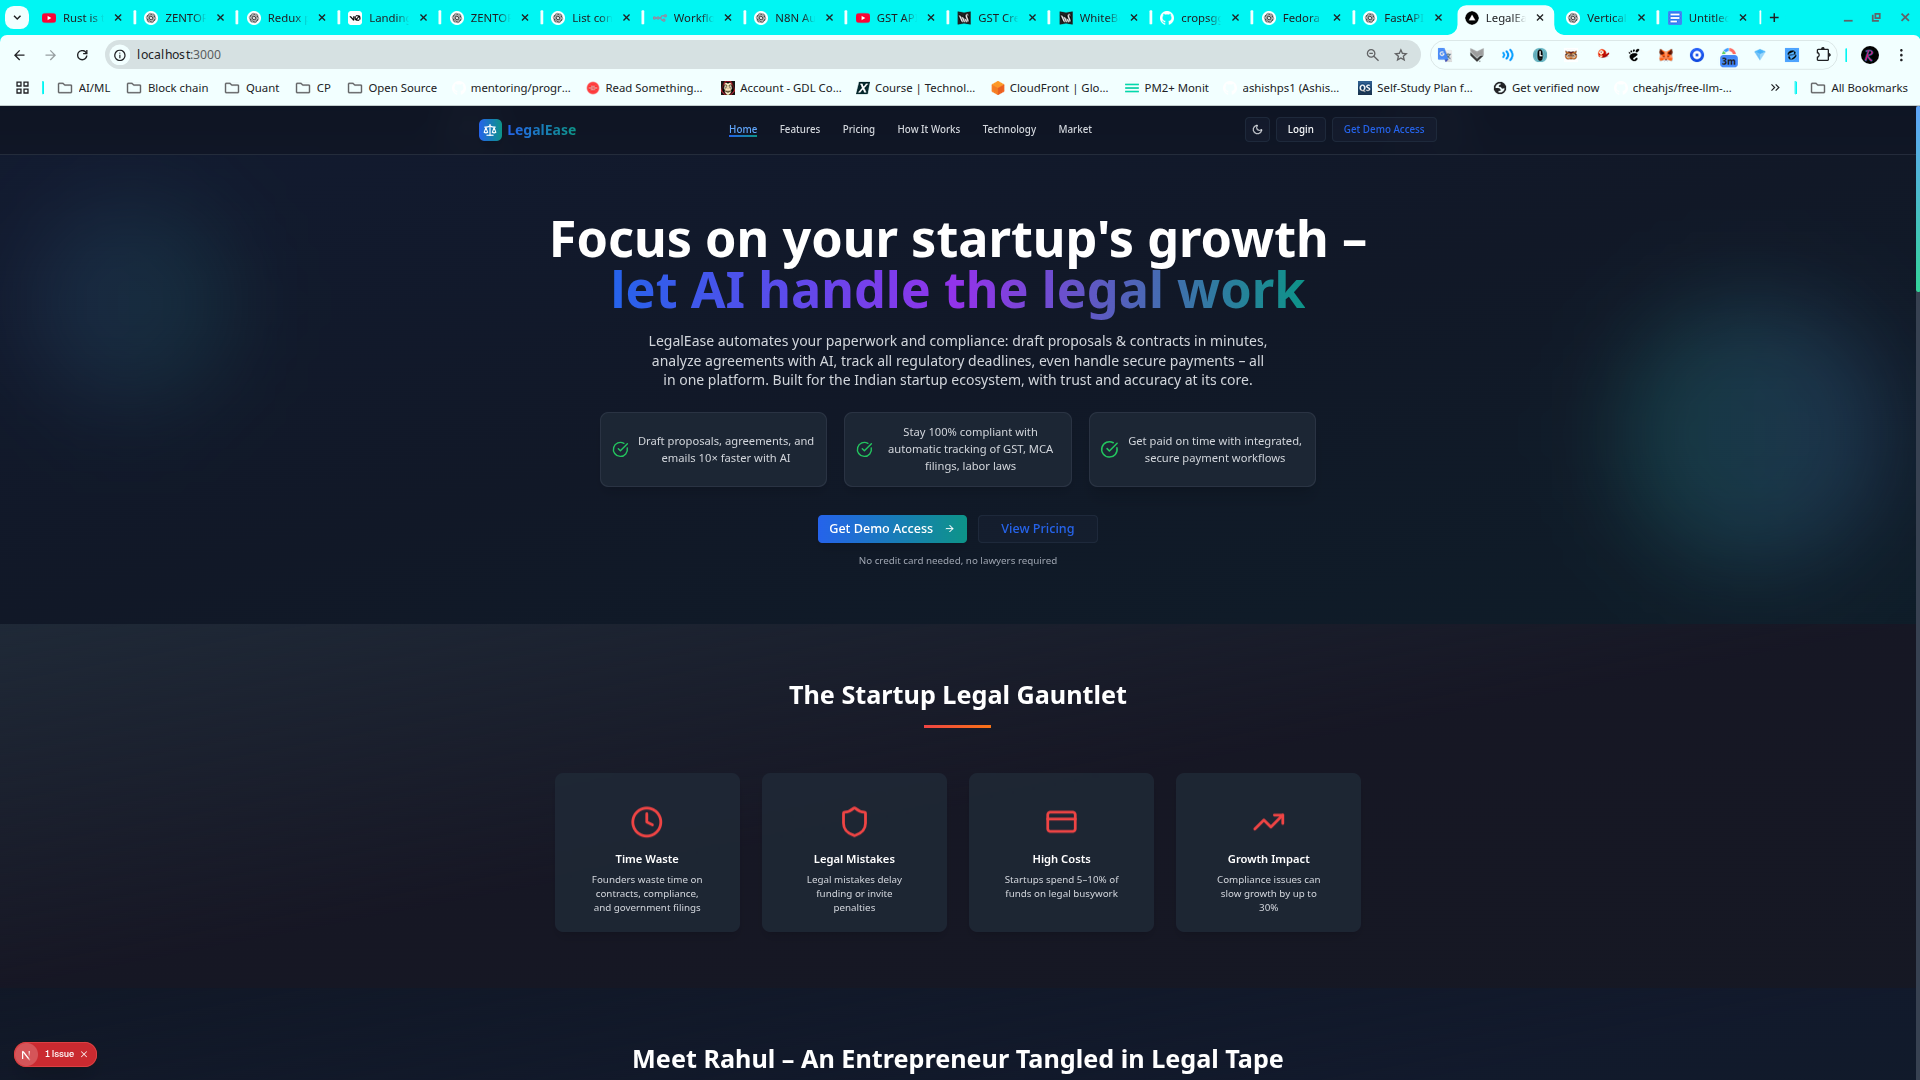 Rust is
ZENTO
Redux
Landin
ZENTO
List co
Workfl
N8N A
GST AP
GST Cr
WhiteB
cropsg
Fedora
FastAPI
LegalEa
Vertica
Untitle
localhost:3000
3m
AI/ML
Block chain
Quant
CP
Open Source
mentoring/progr...
Read Something...
Account - GDL Co...
Course | Technol...
CloudFront | Glo...
PM2+ Monit
ashishps1 (Ashis...
QS
Self-Study Plan f...
Get verified now
cheahjs/free-llm-...
All Bookmarks
LegalEase
Home
Features
Pricing
How It Works
Technology
Market
Login
Get Demo Access
Focus on your startup's growth –
let AI handle the legal work
LegalEase automates your paperwork and compliance: draft proposals & contracts in minutes,
analyze agreements with AI, track all regulatory deadlines, even handle secure payments – all
in one platform. Built for the Indian startup ecosystem, with trust and accuracy at its core.
Draft proposals, agreements, and
emails 10× faster with AI
Stay 100% compliant with
automatic tracking of GST, MCA
filings, labor laws
Get paid on time with integrated,
secure payment workflows
Get Demo Access →
View Pricing
No credit card needed, no lawyers required
The Startup Legal Gauntlet
Time Waste
Founders waste time on
contracts, compliance,
and government filings
Legal Mistakes
Legal mistakes delay
funding or invite
penalties
High Costs
Startups spend 5–10% of
funds on legal busywork
Growth Impact
Compliance issues can
slow growth by up to
30%
N 1 Issue
Meet Rahul – An Entrepreneur Tangled in Legal Tape